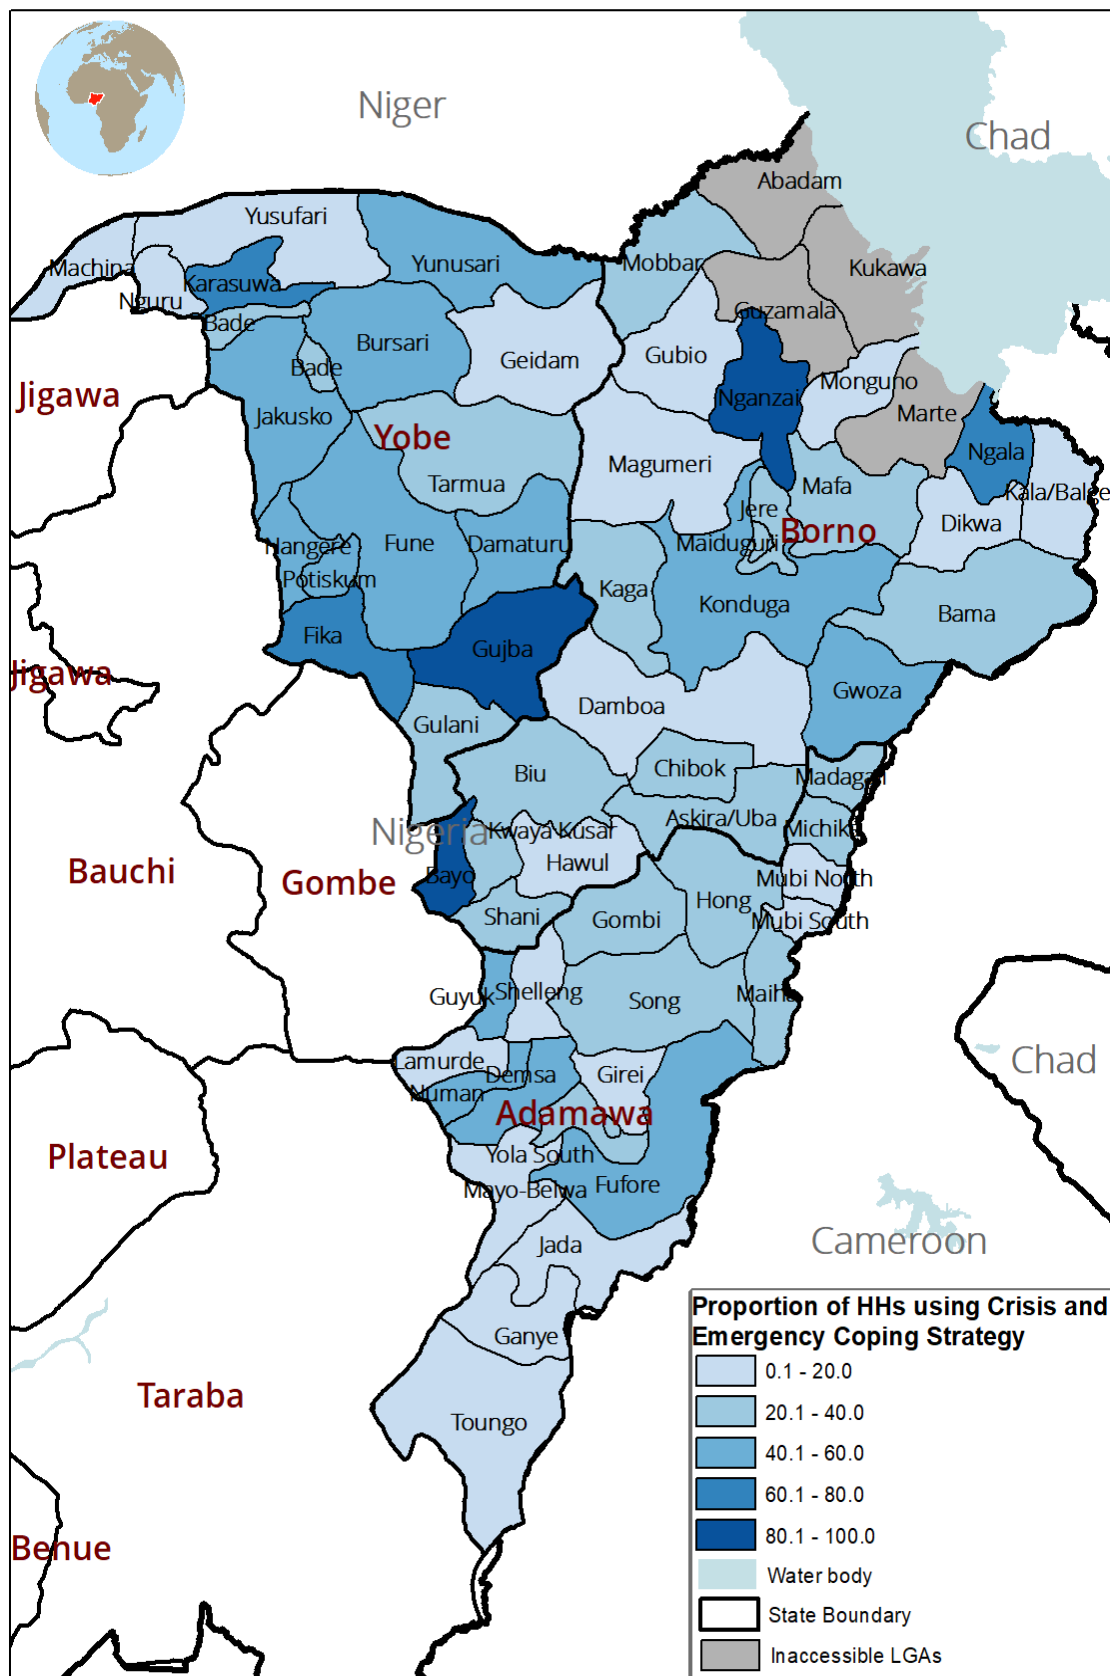 Niger
Chad
Abadam
Yusufari
Machina
Yunusari
Mobbar
Kukawa
Karasuwa
Nguru
Guzamala
Bade
Bursari
Geidam
Gubio
Bade
Monguno
Jigawa
Nganzai
Marte
Jakusko
Yobe
Ngala
Magumeri
Tarmua
Mafa
Kala/Balge
Jere
Borno
Dikwa
Nangere
Fune
Damaturu
Maiduguri
Potiskum
Kaga
Konduga
Bama
Fika
Gujba
Jigawa
Gwoza
Damboa
Gulani
Biu
Chibok
Madagali
Askira/Uba
Michika
Nigeria
Kwaya Kusar
Hawul
Bauchi
Gombe
Bayo
Mubi North
Hong
Shani
Gombi
Mubi South
Guyuk
Shelleng
Song
Maiha
Lamurde
Demsa
Girei
Chad
Numan
Adamawa
Plateau
Yola South
Mayo-Belwa
Fufore
Jada
Cameroon
Ganye
Taraba
Toungo
Benue
Proportion of HHs using Crisis and
Emergency Coping Strategy
0.1 - 20.0
20.1 - 40.0
40.1 - 60.0
60.1 - 80.0
80.1 - 100.0
Water body
State Boundary
Inaccessible LGAs